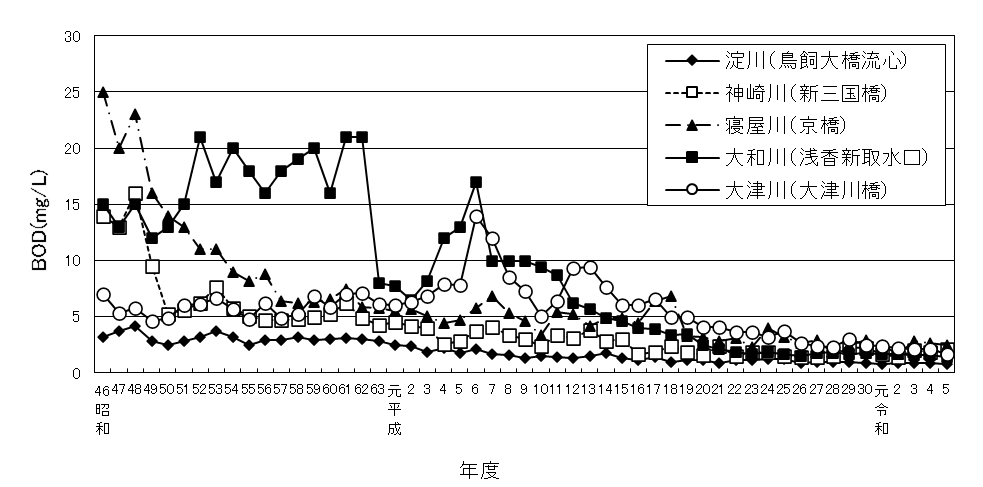 30
25
20
15
10
5
0
BOD(mg/L)
淀川(鳥飼大橋流心)
神崎川(新三国橋)
寝屋川(京橋)
大和川(浅香新取水口)
大津川(大津川橋)
46 47 48 49 50 51 52 53 54 55 56 57 58 59 60 61 62 63 元 2 3 4 5 6 7 8 9 10 11 12 13 14 15 16 17 18 19 20 21 22 23 24 25 26 27 28 29 30 元 2 3 4 5
昭和 平成 令和
年度